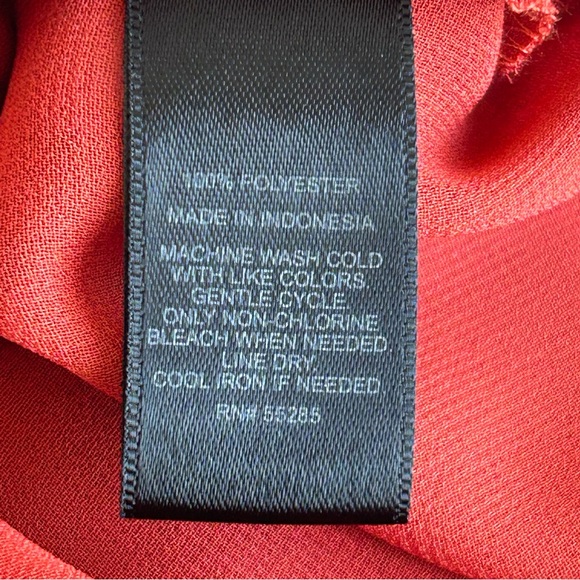 100% POLYESTER
MADE IN INDONESIA
MACHINE WASH COLD
WITH LIKE COLORS
GENTLE CYCLE
ONLY NON-CHLORINE
BLEACH WHEN NEEDED
LINE DRY.
COOL IRON IF NEEDED
RN# 55285